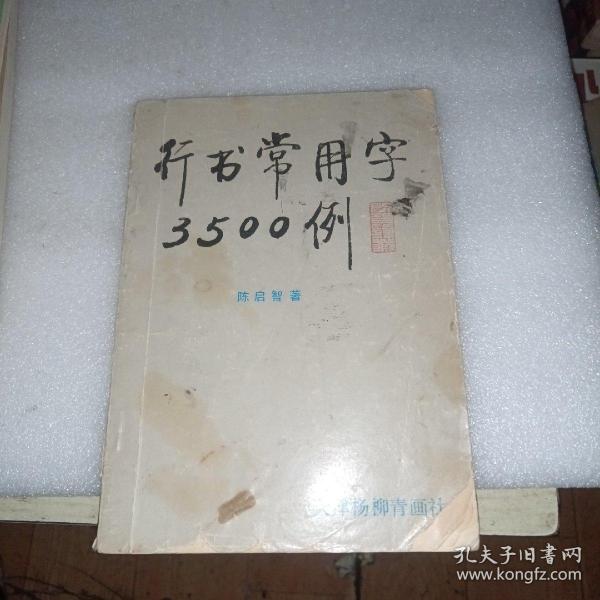 行书常用字
3500例
陈启智著
天津杨柳青画社
孔夫子旧书网
www.kongfz.com